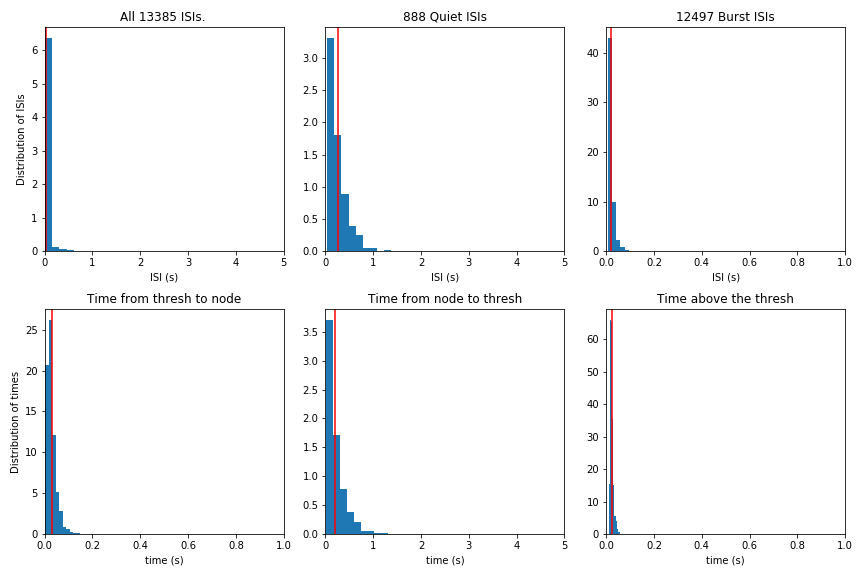 All 13385 ISIs.
888 Quiet ISIs
12497 Burst ISIs
Distribution of ISIs
6
5
4
3
2
1
0
3.0
2.5
2.0
1.5
1.0
0.5
0.0
40
30
20
10
0
0 1 2 3 4 5
0 1 2 3 4 5
0.0 0.2 0.4 0.6 0.8 1.0
ISI (s)
ISI (s)
ISI (s)
Time from thresh to node
Time from node to thresh
Time above the thresh
Distribution of times
25
20
15
10
5
0
3.5
3.0
2.5
2.0
1.5
1.0
0.5
0.0
60
50
40
30
20
10
0
0.0 0.2 0.4 0.6 0.8 1.0
0 1 2 3 4 5
0.0 0.2 0.4 0.6 0.8 1.0
time (s)
time (s)
time (s)